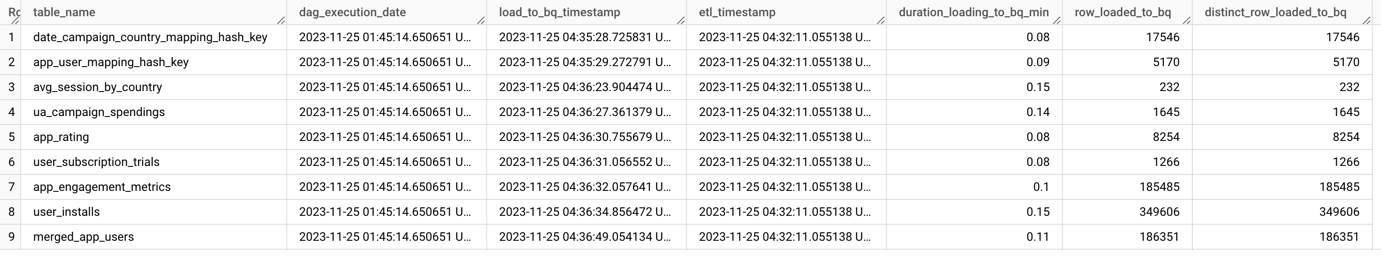 Ro table_name dag_execution_date load_to_bq_timestamp etl_timestamp duration_loading_to_bq_min row_loaded_to_bq distinct_row_loaded_to_bq
1 date_campaign_country_mapping_hash_key 2023-11-25 01:45:14.650651 U... 2023-11-25 04:35:28.725831 U... 2023-11-25 04:32:11.055138 U... 0.08 17546 17546
2 app_user_mapping_hash_key 2023-11-25 01:45:14.650651 U... 2023-11-25 04:35:29.272791 U... 2023-11-25 04:32:11.055138 U... 0.09 5170 5170
3 avg_session_by_country 2023-11-25 01:45:14.650651 U... 2023-11-25 04:36:23.904474 U... 2023-11-25 04:32:11.055138 U... 0.15 232 232
4 ua_campaign_spendings 2023-11-25 01:45:14.650651 U... 2023-11-25 04:36:27.361379 U... 2023-11-25 04:32:11.055138 U... 0.14 1645 1645
5 app_rating 2023-11-25 01:45:14.650651 U... 2023-11-25 04:36:30.755679 U... 2023-11-25 04:32:11.055138 U... 0.08 8254 8254
6 user_subscription_trials 2023-11-25 01:45:14.650651 U... 2023-11-25 04:36:31.056552 U... 2023-11-25 04:32:11.055138 U... 0.08 1266 1266
7 app_engagement_metrics 2023-11-25 01:45:14.650651 U... 2023-11-25 04:36:32.057641 U... 2023-11-25 04:32:11.055138 U... 0.1 185485 185485
8 user_installs 2023-11-25 01:45:14.650651 U... 2023-11-25 04:36:34.856472 U... 2023-11-25 04:32:11.055138 U... 0.15 349606 349606
9 merged_app_users 2023-11-25 01:45:14.650651 U... 2023-11-25 04:36:49.054134 U... 2023-11-25 04:32:11.055138 U... 0.11 186351 186351